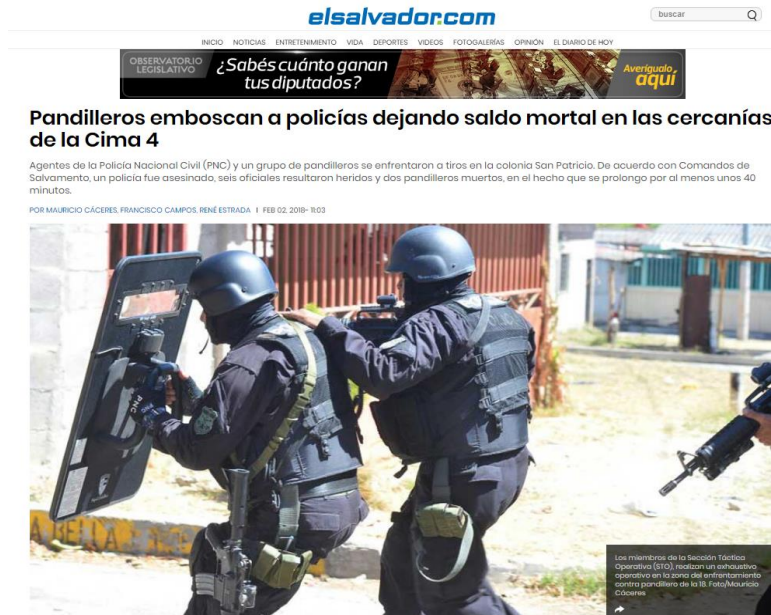 elsalvador.com
buscar
INICIO NOTICIAS ENTRETENIMIENTO VIDA DEPORTES VIDEOS FOTOGALERÍAS OPINIÓN EL DIARIO DE HOY
OBSERVATORIO
LEGISLATIVO
¿Sabés cuánto ganan
tus diputados?
Averígualo
aquí
Pandilleros emboscan a policías dejando saldo mortal en las cercanías
de la Cima 4
Agentes de la Policía Nacional Civil (PNC) y un grupo de pandilleros se enfrentaron a tiros en la colonia San Patricio. De acuerdo con Comandos de
Salvamento, un policía fue asesinado, seis oficiales resultaron heridos y dos pandilleros muertos, en el hecho que se prolongo por al menos unos 40
minutos.
POR MAURICIO CÁCERES, FRANCISCO CAMPOS, RENÉ ESTRADA | FEB 02, 2018- 11:03
PNC
Los miembros de la Sección Táctica
Operativa (STO), realizan un exhaustivo
operativo en la zona del enfrentamiento
contra pandillero de la 18. Foto/Mauricio
Cáceres